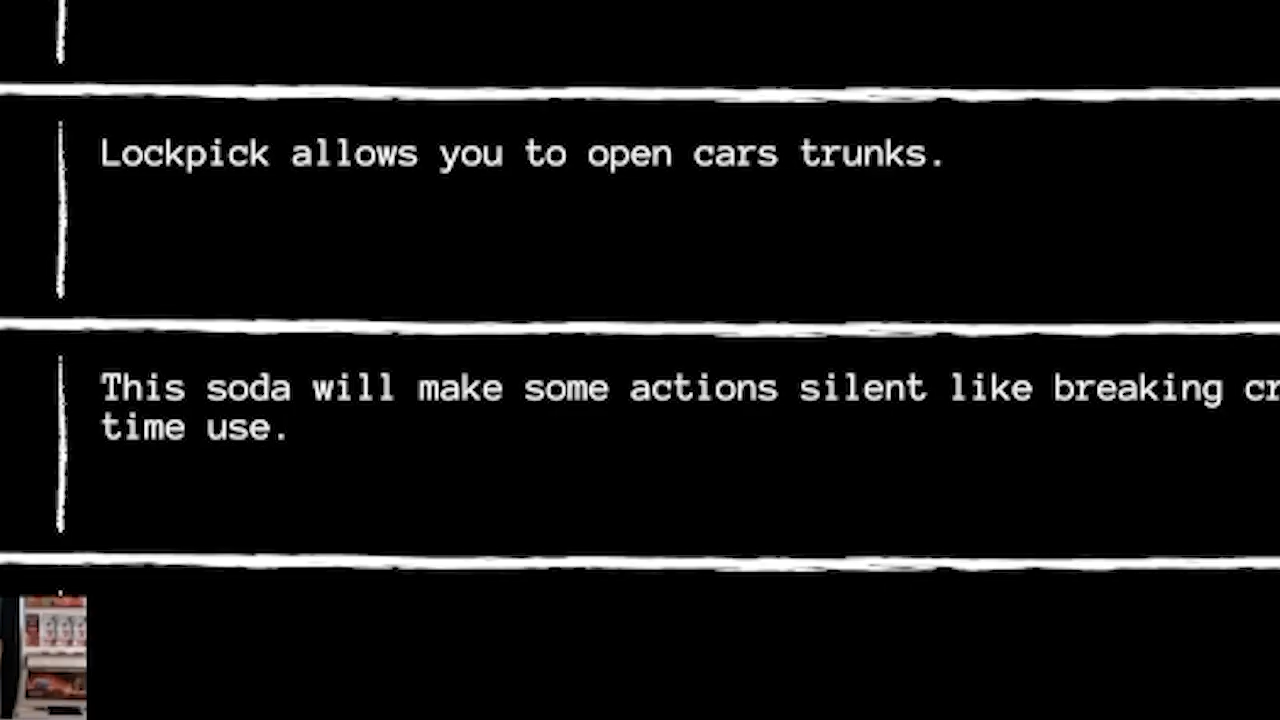 Lockpick allows you to open cars trunks.
This soda will make some actions silent like breaking
time use.